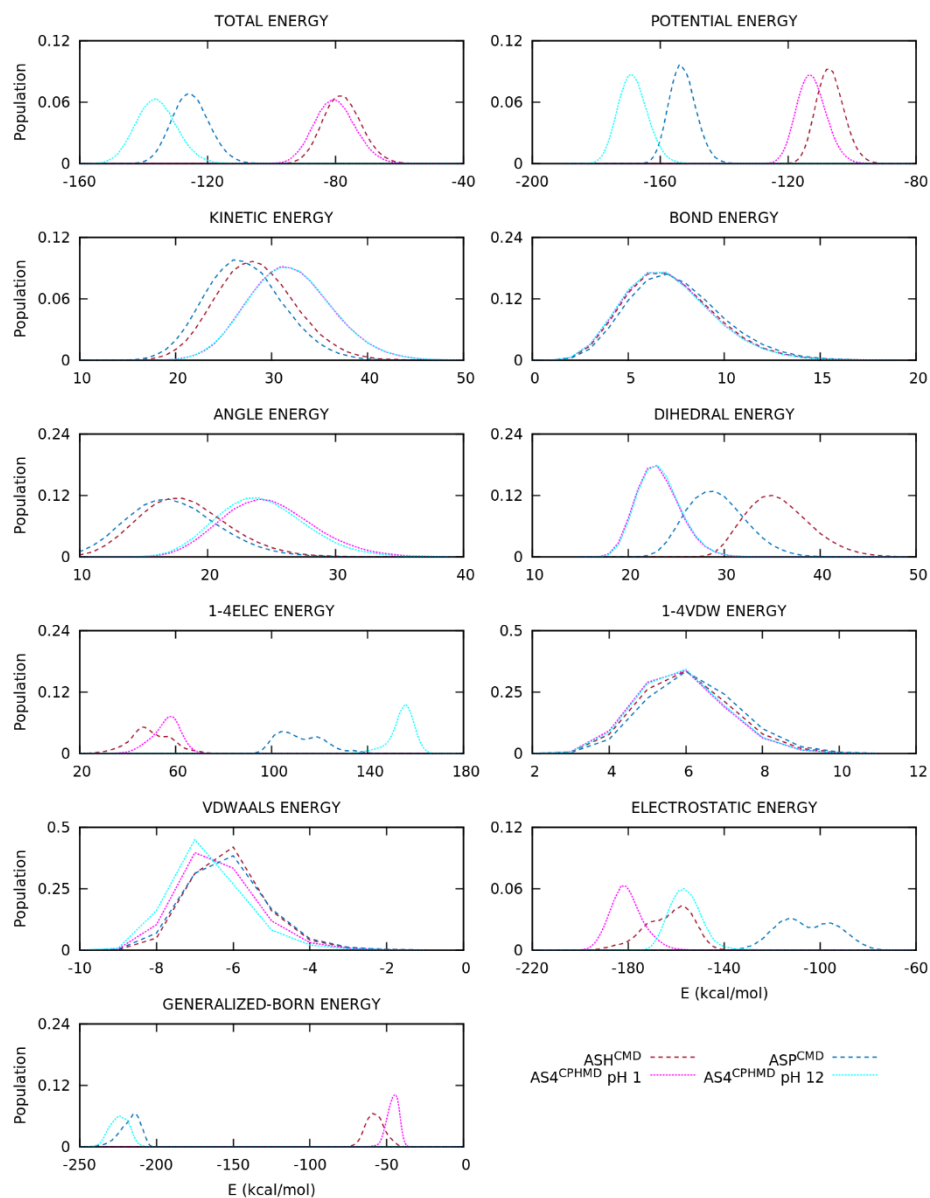 TOTAL ENERGY
POTENTIAL ENERGY
Population
0.12
0.06
0
-160 -120 -80 -40
0.12
0.06
0
-200 -160 -120 -80
KINETIC ENERGY
BOND ENERGY
Population
0.12
0.06
0
10 20 30 40 50
0.24
0.12
0
0 5 10 15 20
ANGLE ENERGY
DIHEDRAL ENERGY
Population
0.24
0.12
0
10 20 30 40
0.24
0.12
0
10 20 30 40 50
1-4ELEC ENERGY
1-4VDW ENERGY
Population
0.24
0.12
0
20 60 100 140 180
0.5
0.25
0
2 4 6 8 10 12
VDWAALS ENERGY
ELECTROSTATIC ENERGY
Population
0.5
0.25
0
-10 -8 -6 -4 -2 0
0.12
0.06
0
-220 -180 -140 -100 -60
E (kcal/mol)
GENERALIZED-BORN ENERGY
Population
0.24
0.12
0
-250 -200 -150 -100 -50 0
E (kcal/mol)
ASH^CMD
ASP^CMD
AS4^CPHMD pH 1
AS4^CPHMD pH 12